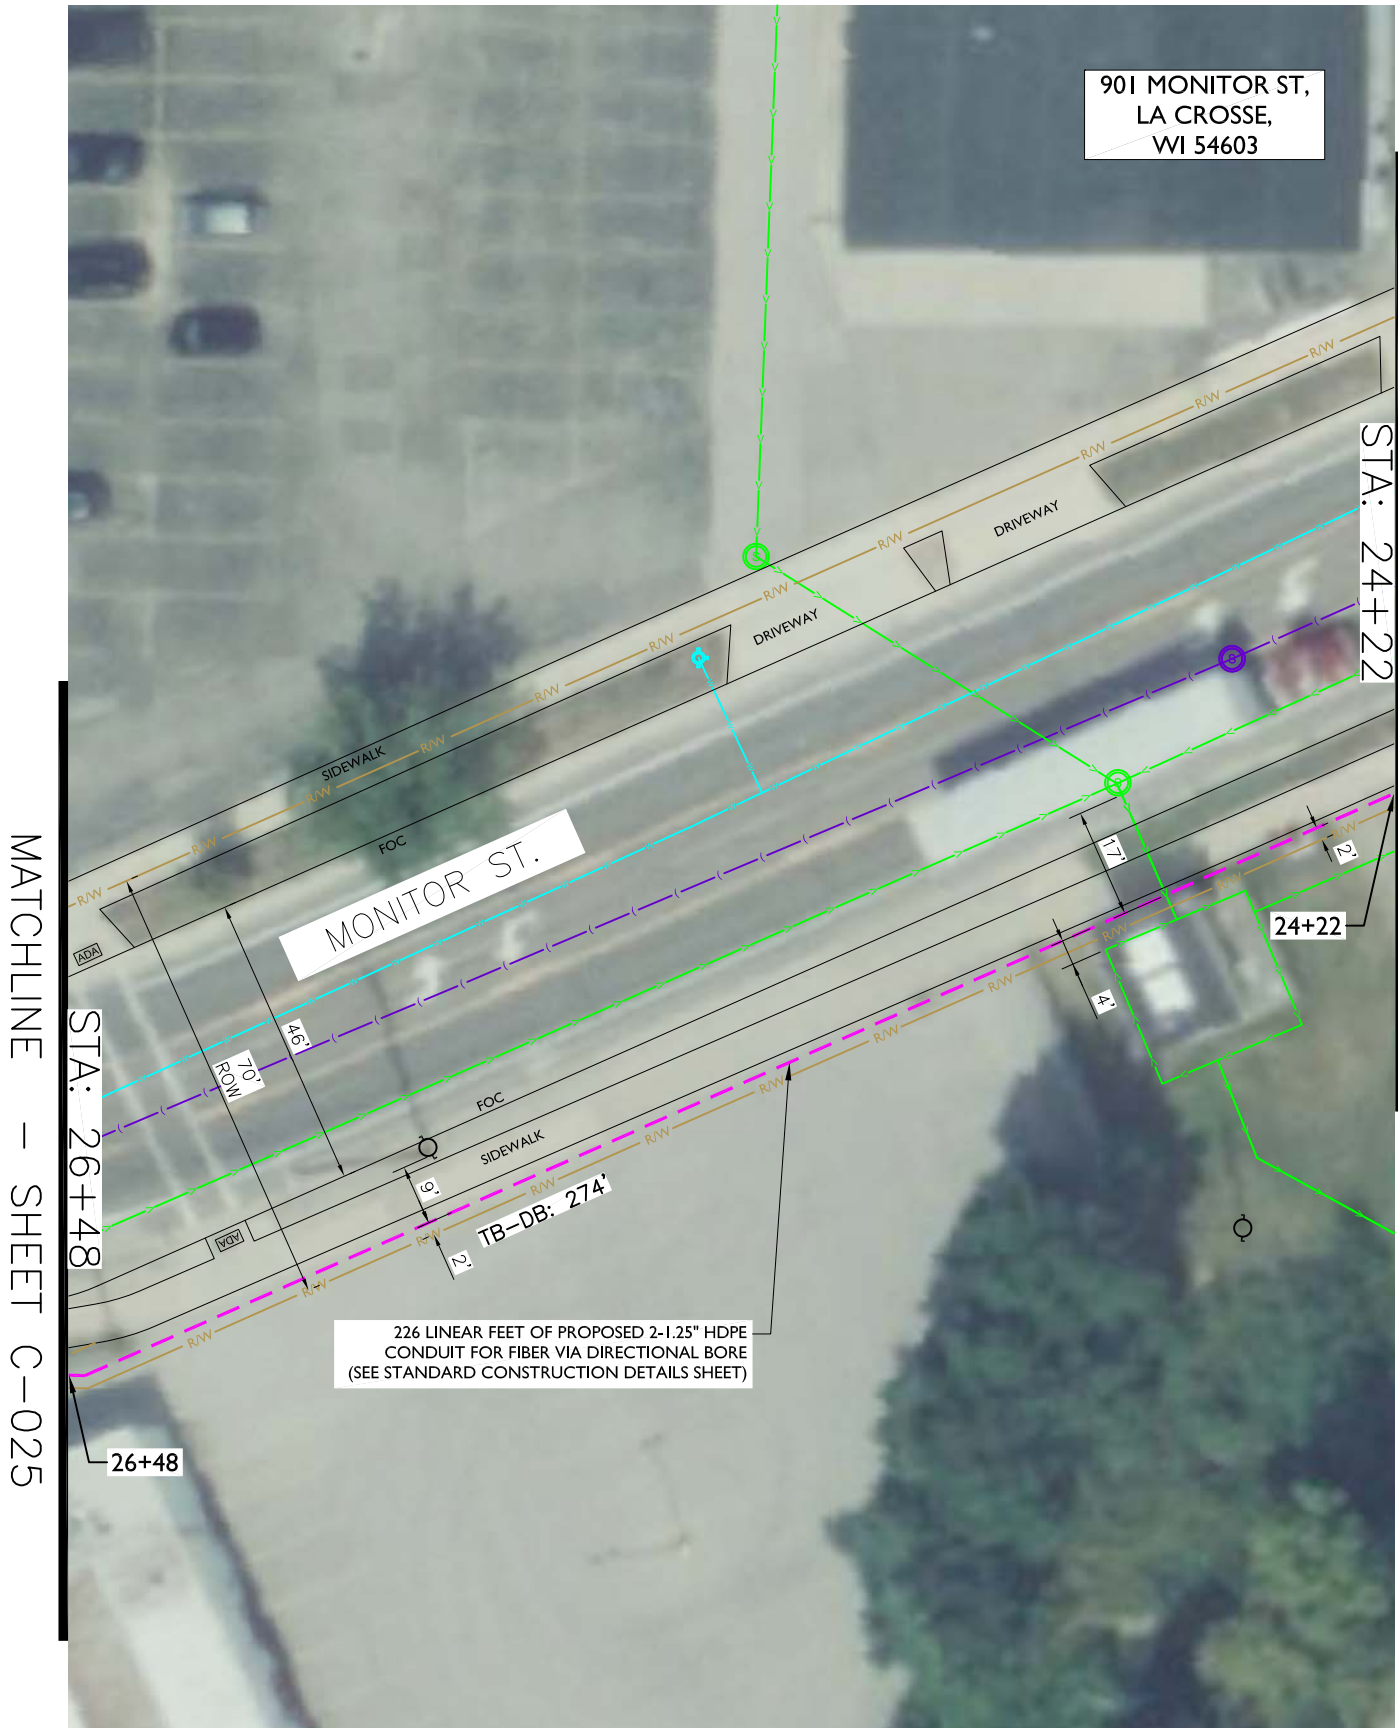 901 MONITOR ST,
LA CROSSE,
WI 54603
R/W
R/W
R/W
STA: 24+22
DRIVEWAY
R/W
R/W
DRIVEWAY
S
R/W
R/W
S
R/W
SIDEWALK
R/W
R/W
FOC
R/W
R/W
MONITOR ST.
ADA
17'
2'
R/W
R/W
24+22
R/W
4'
R/W
R/W
46'
70'
ROW
STA: 26+48
FOC
SIDEWALK
R/W
R/W
R/W
9'
TB-DB: 274'
ADA
R/W
2'
R/W
R/W
226 LINEAR FEET OF PROPOSED 2-1.25" HDPE
CONDUIT FOR FIBER VIA DIRECTIONAL BORE
(SEE STANDARD CONSTRUCTION DETAILS SHEET)
26+48
MATCHLINE - SHEET C-025